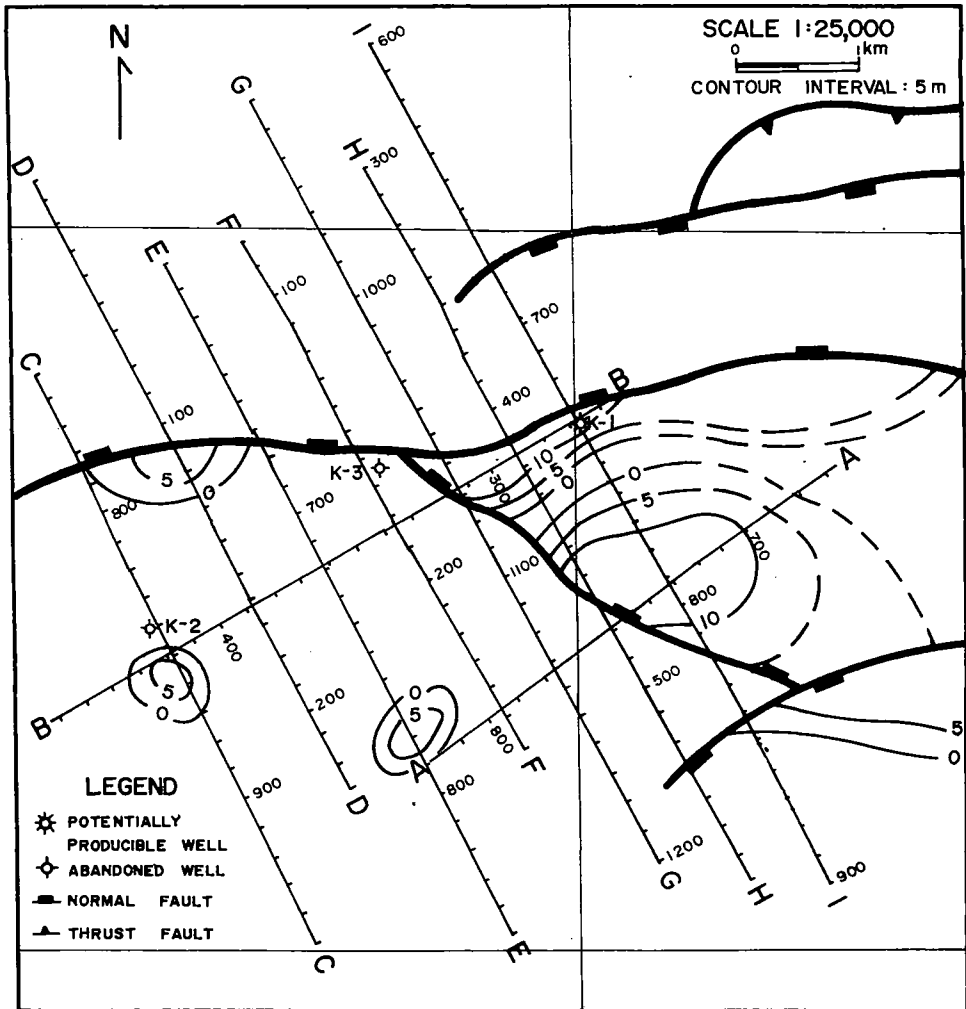 N
I
600
SCALE 1:25,000
0 1km
CONTOUR INTERVAL: 5 m
G
H
300
D
E
F
100
1000
700
C
100
400
B
K-1
10
5
0
A
K-3
300
0
5
5
0
800
700
700
200
1100
800
10
K-2
400
5
0
500
B
200
0
5
A
800
F
5
0
LEGEND
POTENTIALLY
PRODUCIBLE WELL
ABANDONED WELL
NORMAL FAULT
THRUST FAULT
900
D
800
1200
G
H
900
I
C
E